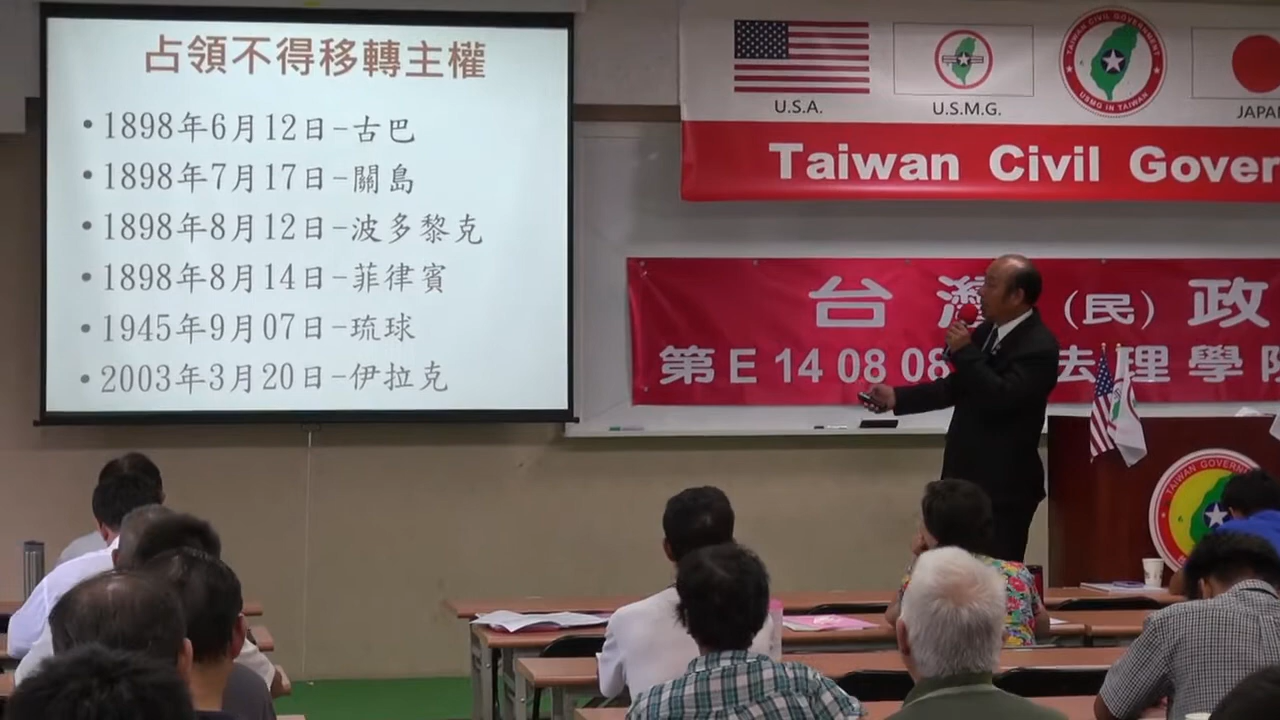 占領不得移轉主權
•1898年6月12日-古巴
•1898年7月17日-關島
•1898年8月12日-波多黎克
•1898年8月14日-菲律賓
•1945年9月07日-琉球
•2003年3月20日-伊拉克
U.S.A.
U.S.M.G.
TAIWAN CIVIL GOVERNMENT
USMG IN TAIWAN
JAPA
Taiwan Civil Gover
台灣(民)政
第E 14 08 08 法理學院
TAIWAN GOVERN